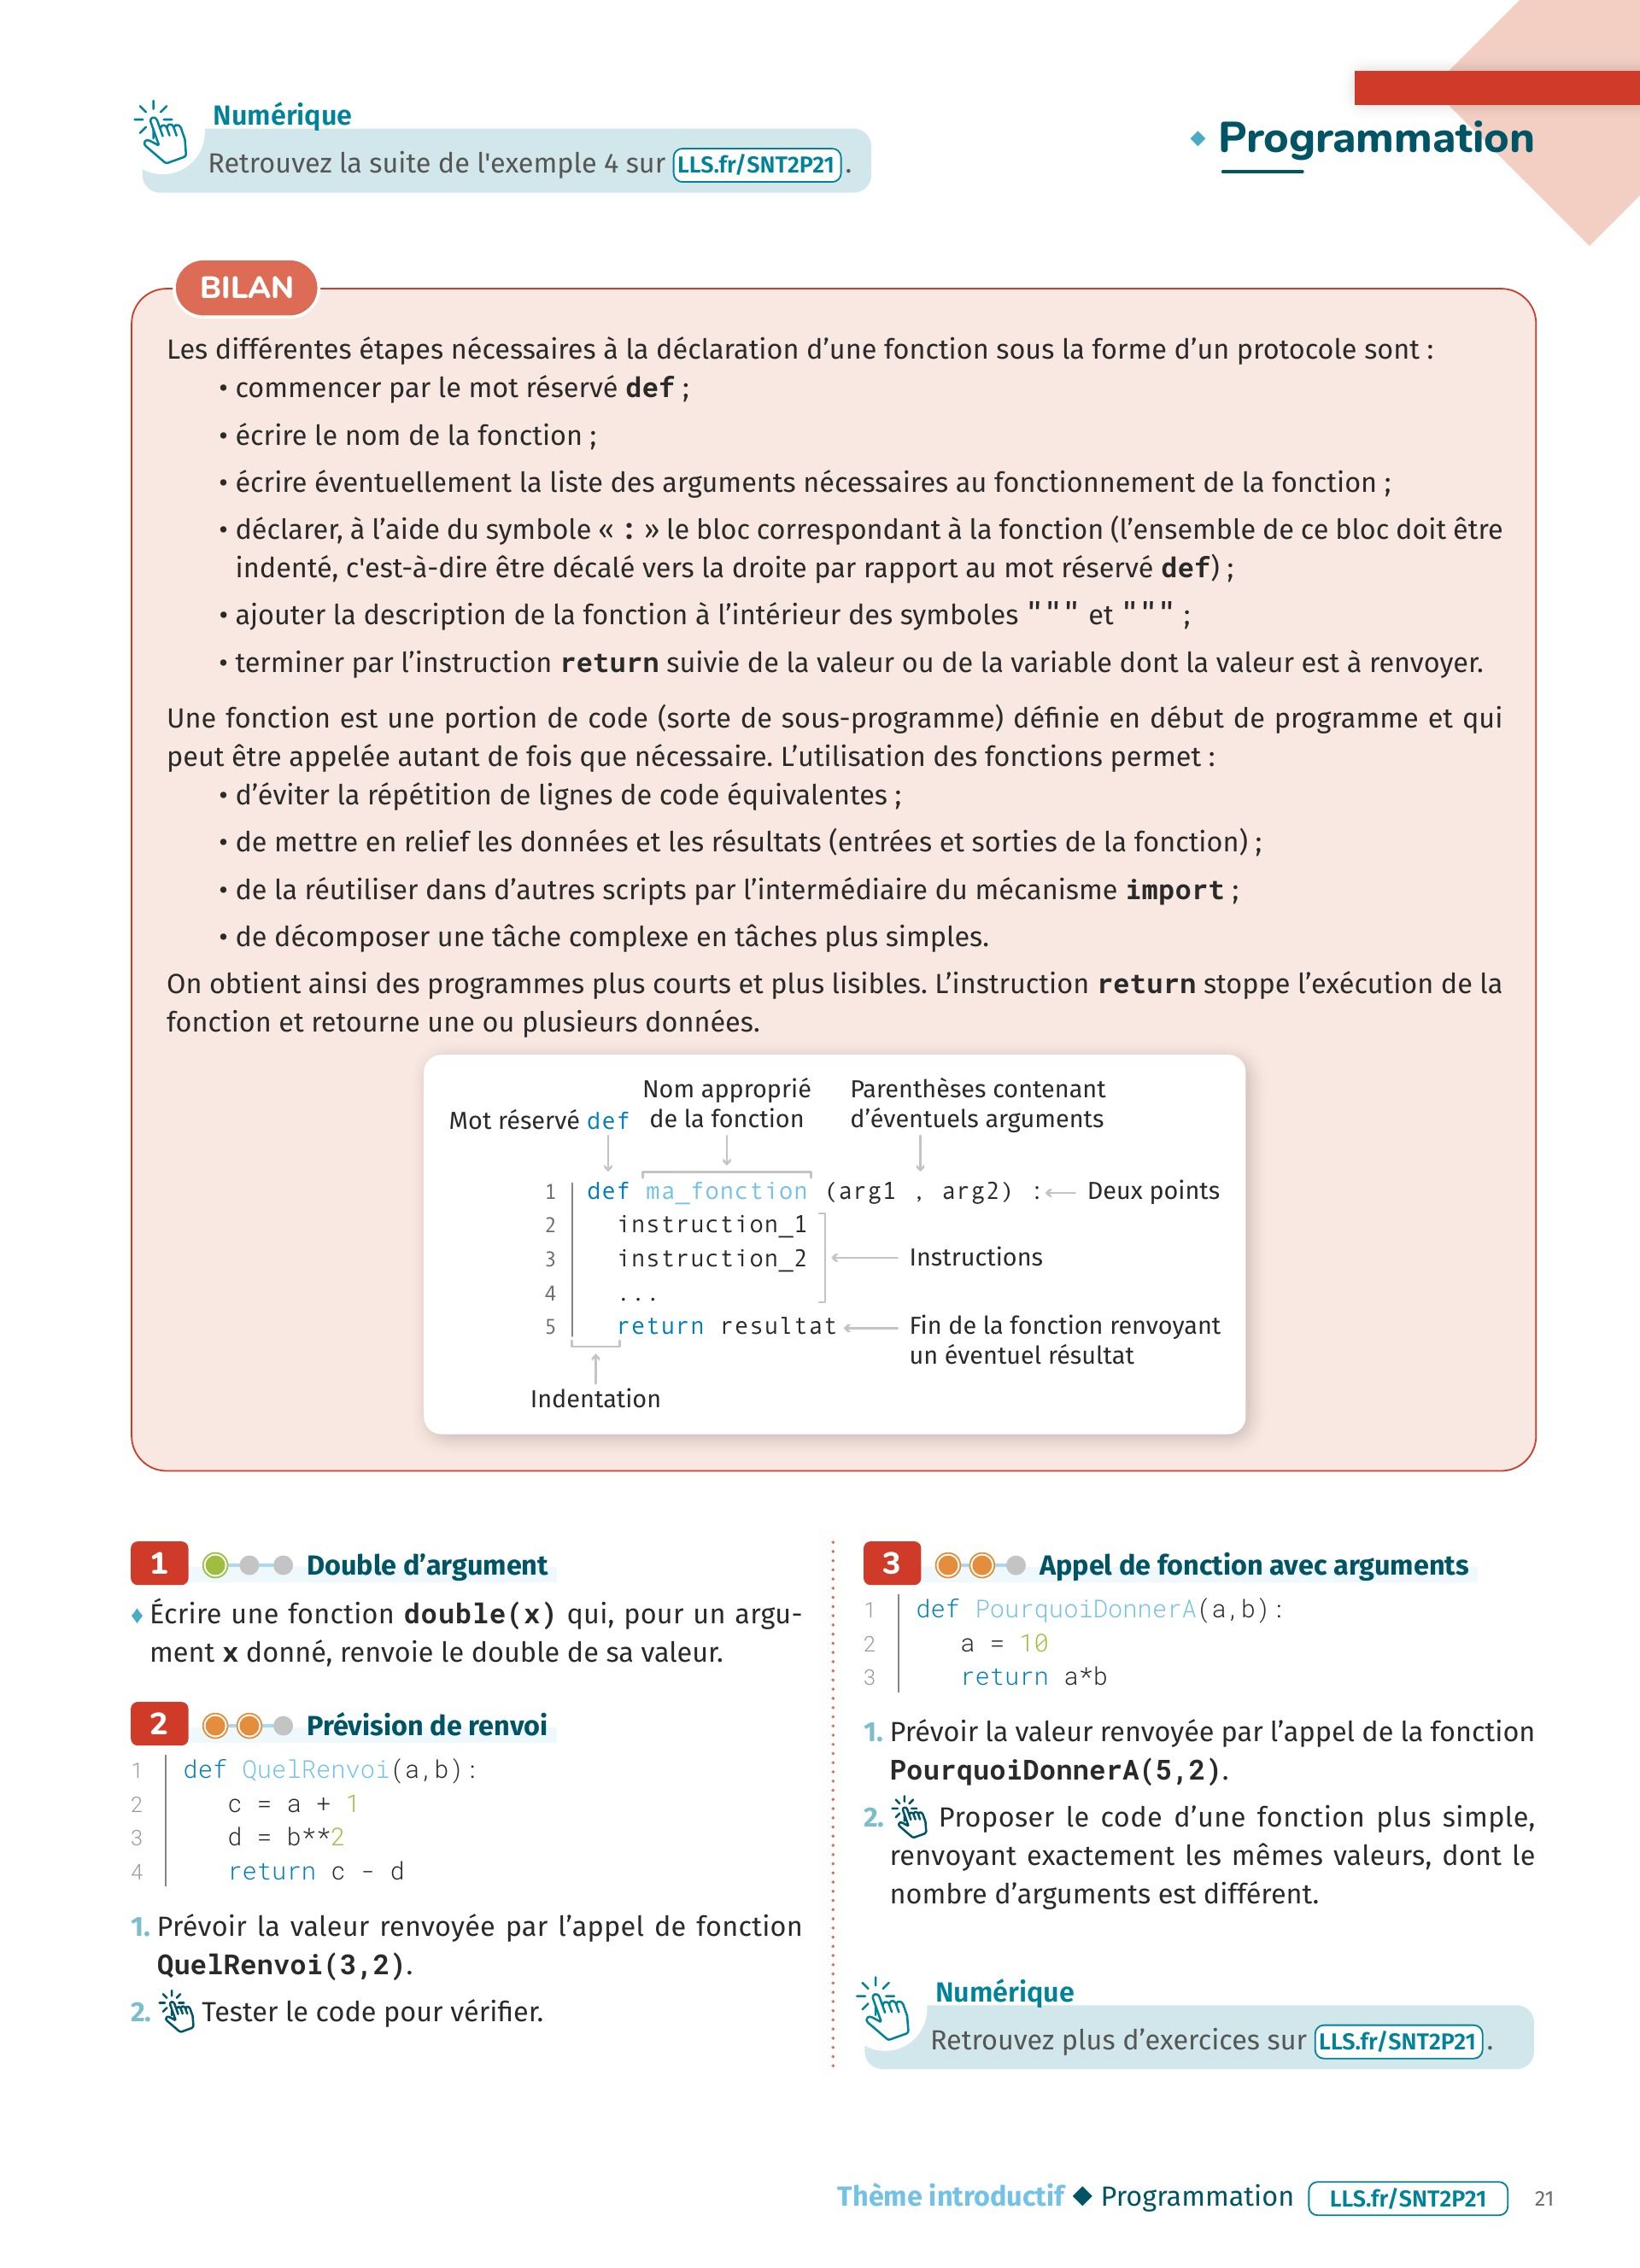 Numérique
Retrouvez la suite de l'exemple 4 sur LLS.fr/SNT2P21.
Programmation
BILAN
Les différentes étapes nécessaires à la déclaration d’une fonction sous la forme d’un protocole sont :
• commencer par le mot réservé def ;
• écrire le nom de la fonction ;
• écrire éventuellement la liste des arguments nécessaires au fonctionnement de la fonction ;
• déclarer, à l’aide du symbole « : » le bloc correspondant à la fonction (l’ensemble de ce bloc doit être
indenté, c'est-à-dire être décalé vers la droite par rapport au mot réservé def) ;
• ajouter la description de la fonction à l’intérieur des symboles """ et """ ;
• terminer par l’instruction return suivie de la valeur ou de la variable dont la valeur est à renvoyer.
Une fonction est une portion de code (sorte de sous-programme) définie en début de programme et qui
peut être appelée autant de fois que nécessaire. L’utilisation des fonctions permet :
• d’éviter la répétition de lignes de code équivalentes ;
• de mettre en relief les données et les résultats (entrées et sorties de la fonction) ;
• de la réutiliser dans d’autres scripts par l’intermédiaire du mécanisme import ;
• de décomposer une tâche complexe en tâches plus simples.
On obtient ainsi des programmes plus courts et plus lisibles. L’instruction return stoppe l’exécution de la
fonction et retourne une ou plusieurs données.
Mot réservé def
Nom approprié
de la fonction
Parenthèses contenant
d’éventuels arguments
1 def ma_fonction (arg1 , arg2) : Deux points
2 instruction_1
3 instruction_2
Instructions
4 ...
5 return resultat
Fin de la fonction renvoyant
un éventuel résultat
Indentation
1 Double d’argument
Écrire une fonction double(x) qui, pour un argu-
ment x donné, renvoie le double de sa valeur.
2 Prévision de renvoi
1 def QuelRenvoi(a,b):
2 c = a + 1
3 d = b**2
4 return c - d
1. Prévoir la valeur renvoyée par l’appel de fonction
QuelRenvoi(3,2).
2. Tester le code pour vérifier.
3 Appel de fonction avec arguments
1 def PourquoiDonnerA(a,b):
2 a = 10
3 return a*b
1. Prévoir la valeur renvoyée par l’appel de la fonction
PourquoiDonnerA(5,2).
2. Proposer le code d’une fonction plus simple,
renvoyant exactement les mêmes valeurs, dont le
nombre d’arguments est différent.
Numérique
Retrouvez plus d’exercices sur LLS.fr/SNT2P21.
Thème introductif ◆ Programmation LLS.fr/SNT2P21 21